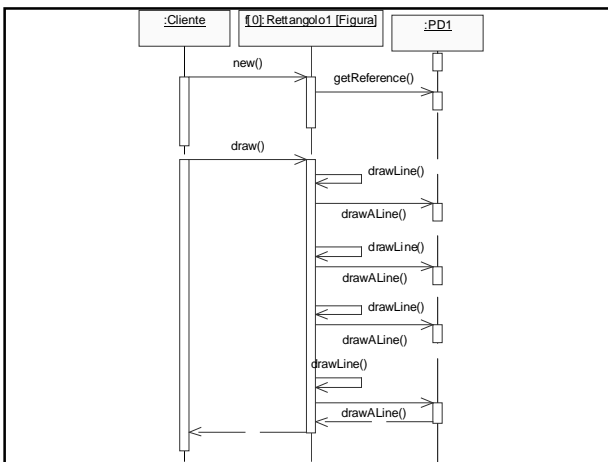 :Cliente
f[0]: Rettangolo1 [Figura]
:PD1
new()
getReference()
draw()
drawLine()
drawALine()
drawLine()
drawALine()
drawLine()
drawALine()
drawLine()
drawALine()